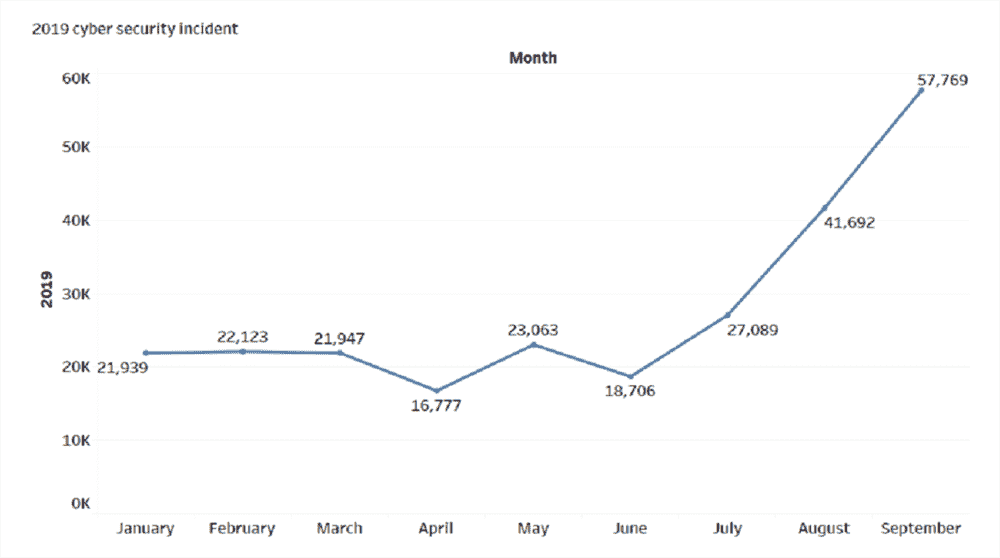 2019 cyber security incident
Month
60K
57,769
50K
40K
41,692
2019
30K
27,089
23,063
22,123
21,947
21,939
20K
18,706
16,777
10K
0K
January February March April May June July August September